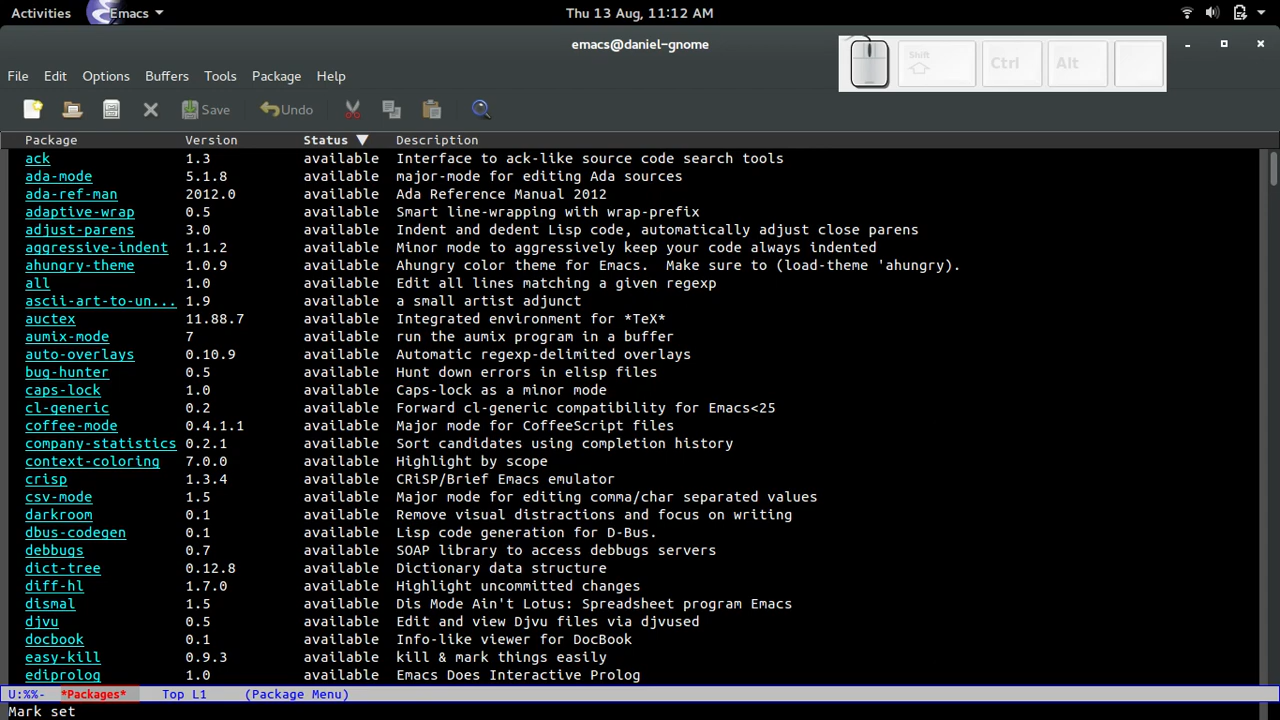 Activities Emacs Thu 13 Aug, 11:12 AM
emacs@daniel-gnome
Shift Ctrl Alt
File Edit Options Buffers Tools Package Help
Save Undo
Package Version Status ▼ Description
ack 1.3 available Interface to ack-like source code search tools
ada-mode 5.1.8 available major-mode for editing Ada sources
ada-ref-man 2012.0 available Ada Reference Manual 2012
adaptive-wrap 0.5 available Smart line-wrapping with wrap-prefix
adjust-parens 3.0 available Indent and dedent Lisp code, automatically adjust close parens
aggressive-indent 1.1.2 available Minor mode to aggressively keep your code always indented
ahungry-theme 1.0.9 available Ahungry color theme for Emacs.  Make sure to (load-theme 'ahungry).
all 1.0 available Edit all lines matching a given regexp
ascii-art-to-un... 1.9 available a small artist adjunct
auctex 11.88.7 available Integrated environment for *TeX*
aumix-mode 7 available run the aumix program in a buffer
auto-overlays 0.10.9 available Automatic regexp-delimited overlays
bug-hunter 0.5 available Hunt down errors in elisp files
caps-lock 1.0 available Caps-lock as a minor mode
cl-generic 0.2 available Forward cl-generic compatibility for Emacs<25
coffee-mode 0.4.1.1 available Major mode for CoffeeScript files
company-statistics 0.2.1 available Sort candidates using completion history
context-coloring 7.0.0 available Highlight by scope
crisp 1.3.4 available CRiSP/Brief Emacs emulator
csv-mode 1.5 available Major mode for editing comma/char separated values
darkroom 0.1 available Remove visual distractions and focus on writing
dbus-codegen 0.1 available Lisp code generation for D-Bus.
debbugs 0.7 available SOAP library to access debbugs servers
dict-tree 0.12.8 available Dictionary data structure
diff-hl 1.7.0 available Highlight uncommitted changes
dismal 1.5 available Dis Mode Ain't Lotus: Spreadsheet program Emacs
djvu 0.5 available Edit and view Djvu files via djvused
docbook 0.1 available Info-like viewer for DocBook
easy-kill 0.9.3 available kill & mark things easily
ediprolog 1.0 available Emacs Does Interactive Prolog
U:%%- *Packages* Top L1 (Package Menu)
Mark set